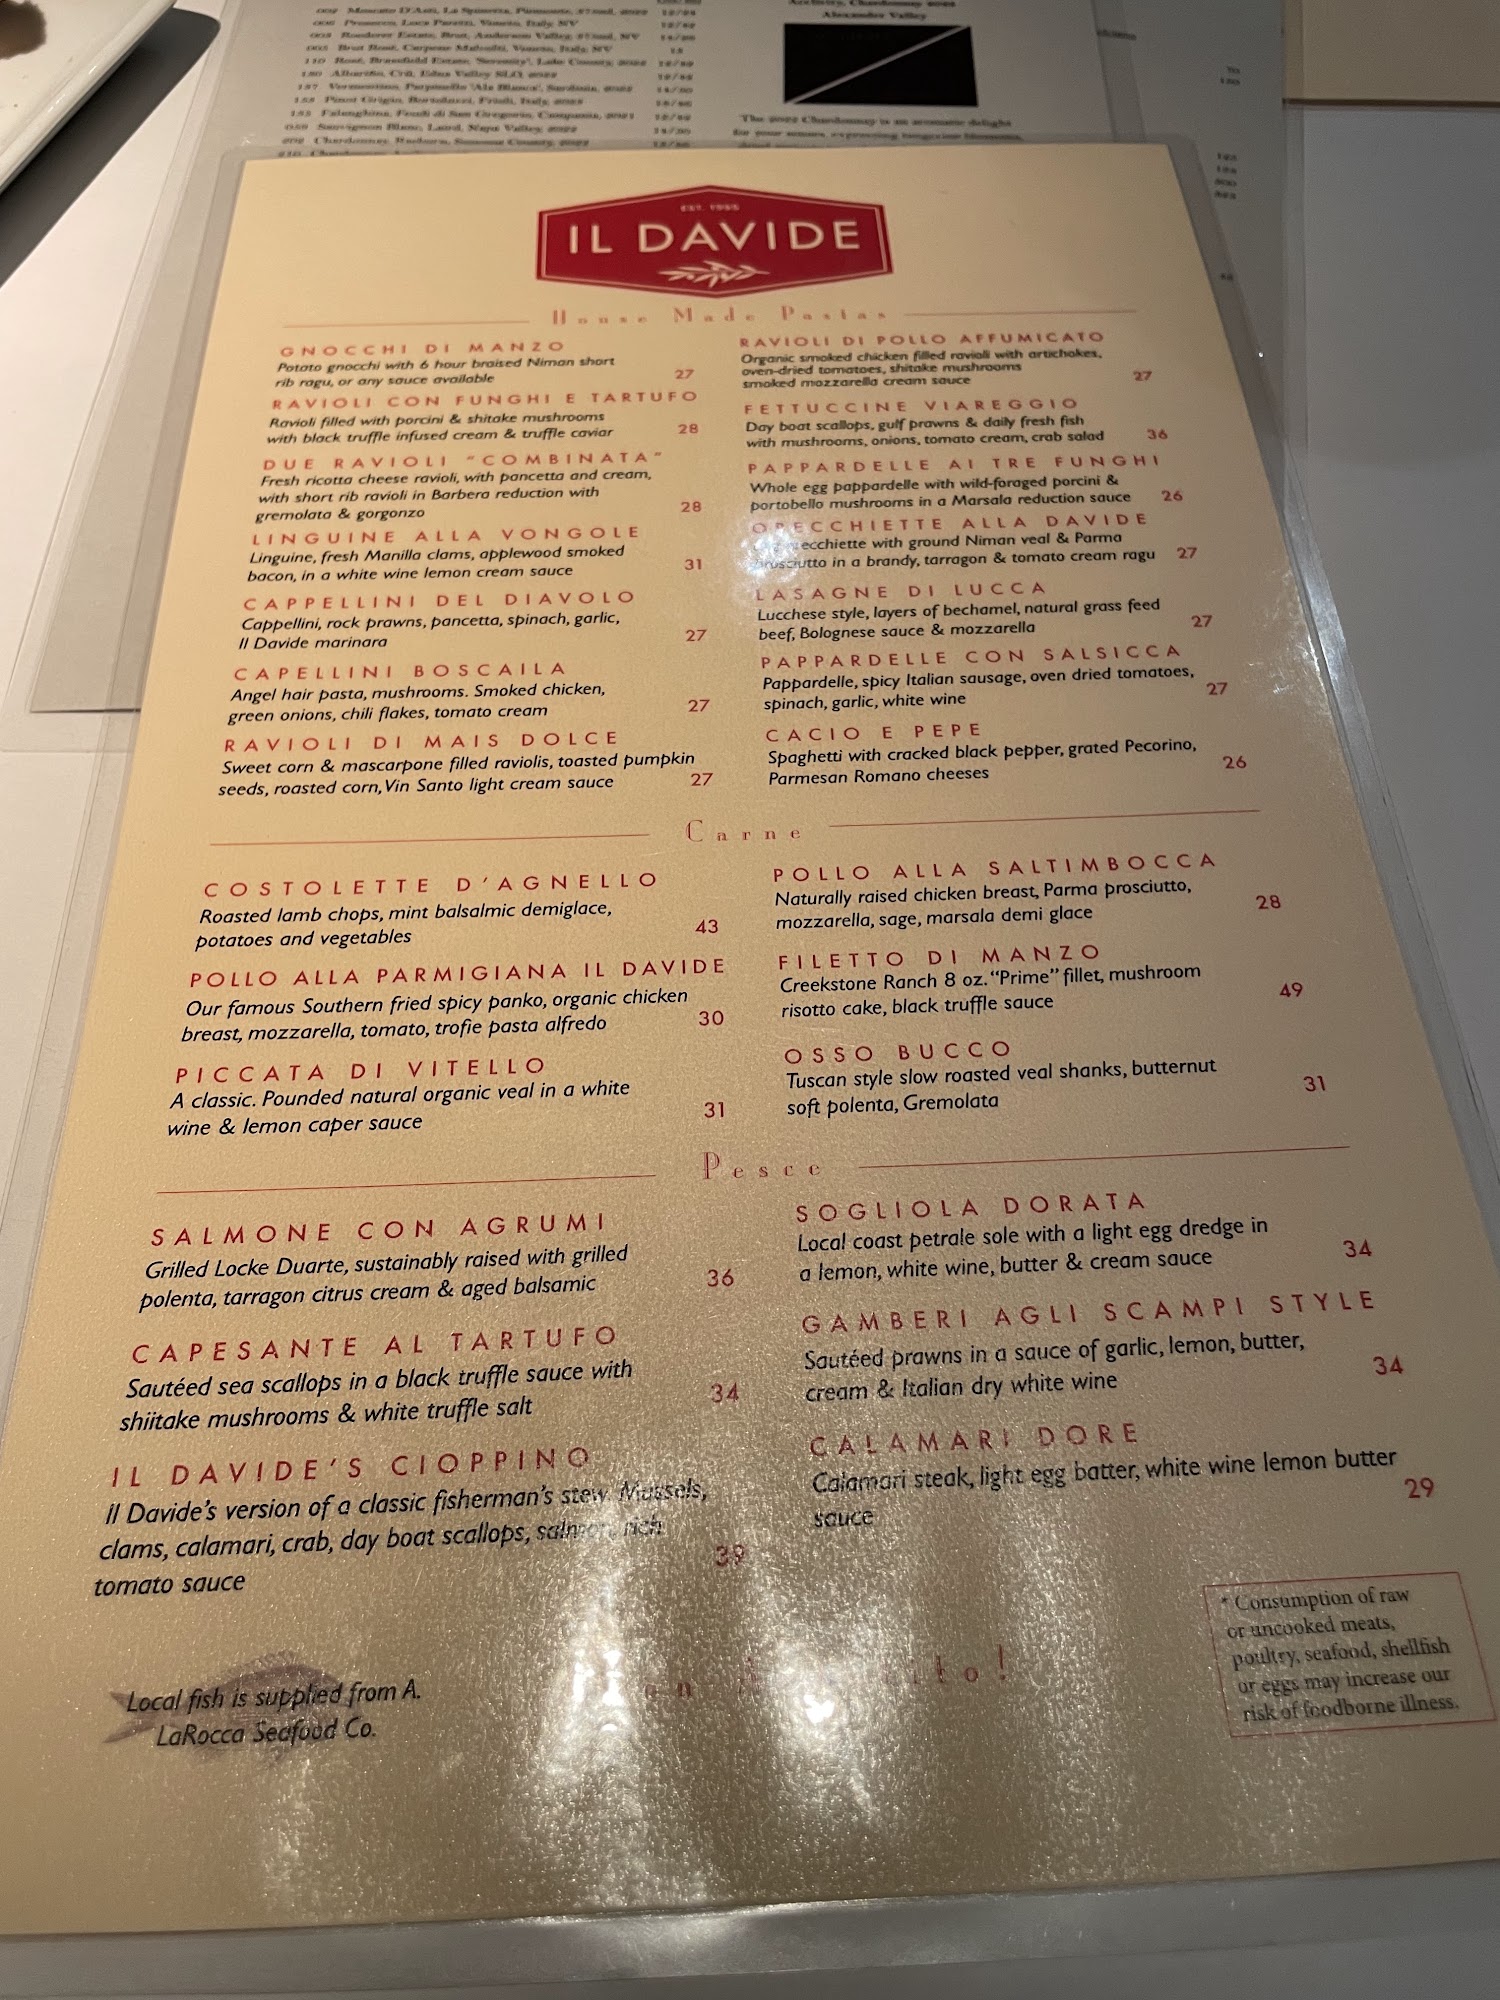 EST. 1995
IL DAVIDE
House Made Pastas
GNOCCHI DI MANZO
Potato gnocchi with 6 hour braised Niman short
rib ragu, or any sauce available 27
RAVIOLI CON FUNGHI E TARTUFO
Ravioli filled with porcini & shitake mushrooms
with black truffle infused cream & truffle caviar 28
DUE RAVIOLI "COMBINATA"
Fresh ricotta cheese ravioli, with pancetta and cream,
with short rib ravioli in Barbera reduction with
gremolata & gorgonzo 28
LINGUINE ALLA VONGOLE
Linguine, fresh Manilla clams, applewood smoked
bacon, in a white wine lemon cream sauce 31
CAPPELLINI DEL DIAVOLO
Cappellini, rock prawns, pancetta, spinach, garlic,
Il Davide marinara 27
CAPELLINI BOSCAILA
Angel hair pasta, mushrooms. Smoked chicken,
green onions, chili flakes, tomato cream 27
RAVIOLI DI MAIS DOLCE
Sweet corn & mascarpone filled raviolis, toasted pumpkin
seeds, roasted corn, Vin Santo light cream sauce 27
RAVIOLI DI POLLO AFFUMICATO
Organic smoked chicken filled ravioli with artichokes,
oven-dried tomatoes, shitake mushrooms
smoked mozzarella cream sauce 27
FETTUCCINE VIAREGGIO
Day boat scallops, gulf prawns & daily fresh fish
with mushrooms, onions, tomato cream, crab salad 36
PAPPARDELLE AI TRE FUNGHI
Whole egg pappardelle with wild-foraged porcini &
portobello mushrooms in a Marsala reduction sauce 26
ORECCHIETTE ALLA DAVIDE
with ground Niman veal & Parma
prosciutto in a brandy, tarragon & tomato cream ragu 27
LASAGNE DI LUCCA
Lucchese style, layers of bechamel, natural grass feed
beef, Bolognese sauce & mozzarella 27
PAPPARDELLE CON SALSICCA
Pappardelle, spicy Italian sausage, oven dried tomatoes,
spinach, garlic, white wine 27
CACIO E PEPE
Spaghetti with cracked black pepper, grated Pecorino,
Parmesan Romano cheeses 26
Carne
COSTOLETTE D'AGNELLO
Roasted lamb chops, mint balsalmic demiglace,
potatoes and vegetables 43
POLLO ALLA PARMIGIANA IL DAVIDE
Our famous Southern fried spicy panko, organic chicken
breast, mozzarella, tomato, trofie pasta alfredo 30
PICCATA DI VITELLO
A classic. Pounded natural organic veal in a white
wine & lemon caper sauce 31
POLLO ALLA SALTIMBOCCA
Naturally raised chicken breast, Parma prosciutto,
mozzarella, sage, marsala demi glace 28
FILETTO DI MANZO
Creekstone Ranch 8 oz. "Prime" fillet, mushroom
risotto cake, black truffle sauce 49
OSSO BUCCO
Tuscan style slow roasted veal shanks, butternut
soft polenta, Gremolata 31
Pesce
SALMONE CON AGRUMI
Grilled Locke Duarte, sustainably raised with grilled
polenta, tarragon citrus cream & aged balsamic 36
CAPESANTE AL TARTUFO
Sautéed sea scallops in a black truffle sauce with
shiitake mushrooms & white truffle salt 34
IL DAVIDE'S CIOPPINO
Il Davide's version of a classic fisherman's stew. Mussels,
clams, calamari, crab, day boat scallops, salmon, rich
tomato sauce 39
SOGLIOLA DORATA
Local coast petrale sole with a light egg dredge in
a lemon, white wine, butter & cream sauce 34
GAMBERI AGLI SCAMPI STYLE
Sautéed prawns in a sauce of garlic, lemon, butter,
cream & Italian dry white wine 34
CALAMARI DORE
Calamari steak, light egg batter, white wine lemon butter
sauce 29
* Consumption of raw
or uncooked meats,
poultry, seafood, shellfish
or eggs may increase our
risk of foodborne illness.
Local fish is supplied from A.
LaRocca Seafood Co.